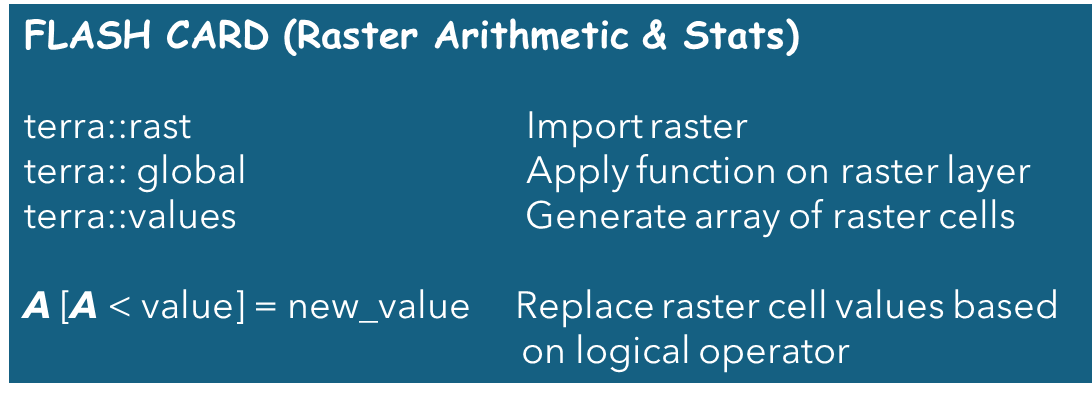 FLASH CARD (Raster Arithmetic & Stats)
terra::rast Import raster
terra:: global Apply function on raster layer
terra::values Generate array of raster cells
A [A < value] = new_value Replace raster cell values based
on logical operator